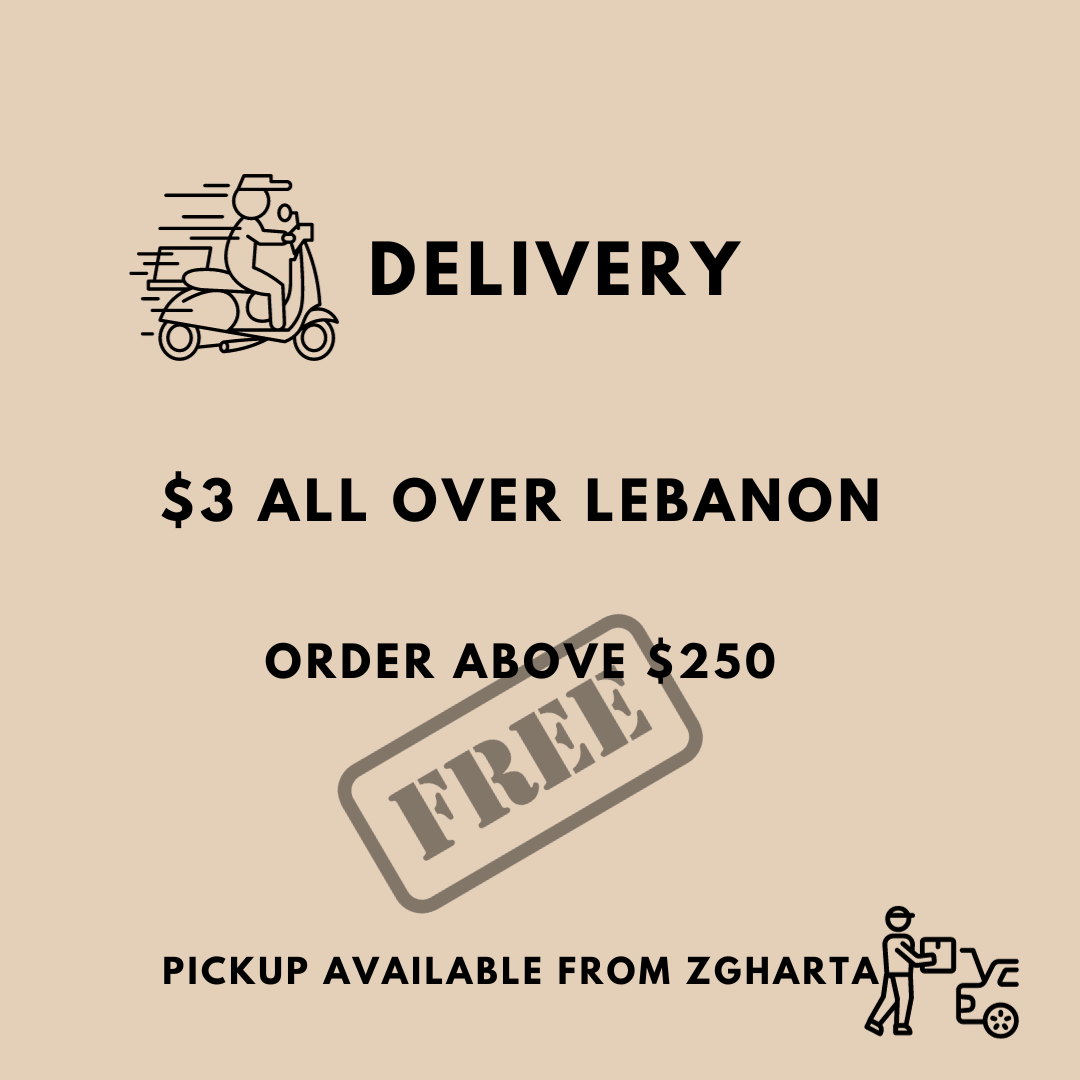 DELIVERY
$3 ALL OVER LEBANON
ORDER ABOVE $250
FREE
PICKUP AVAILABLE FROM ZGHARTA